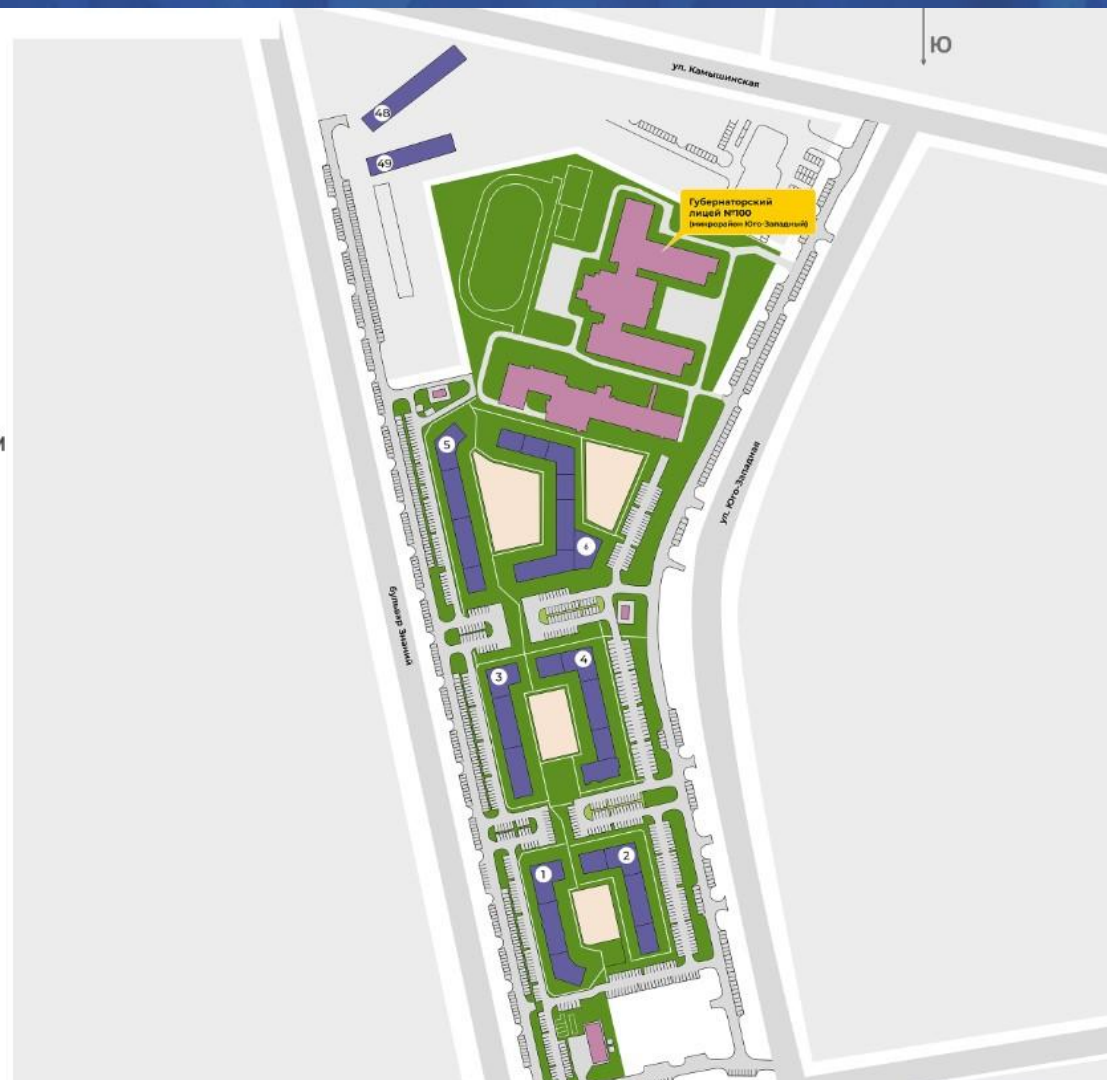 Ю
ул. Камышинская
48
49
Губернаторский
лицей №100
(микрорайон Юго-Западный)
5
ул. Юго-Западная
6
бульвар Знаний
3
4
1
2